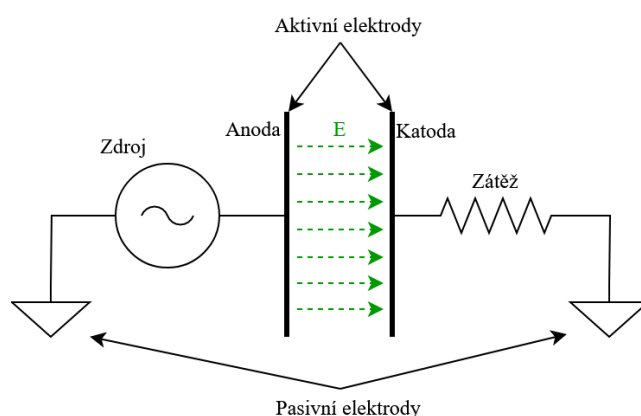 Aktivní elektrody
Anoda
E
Katoda
Zdroj
Zátěž
Pasivní elektrody